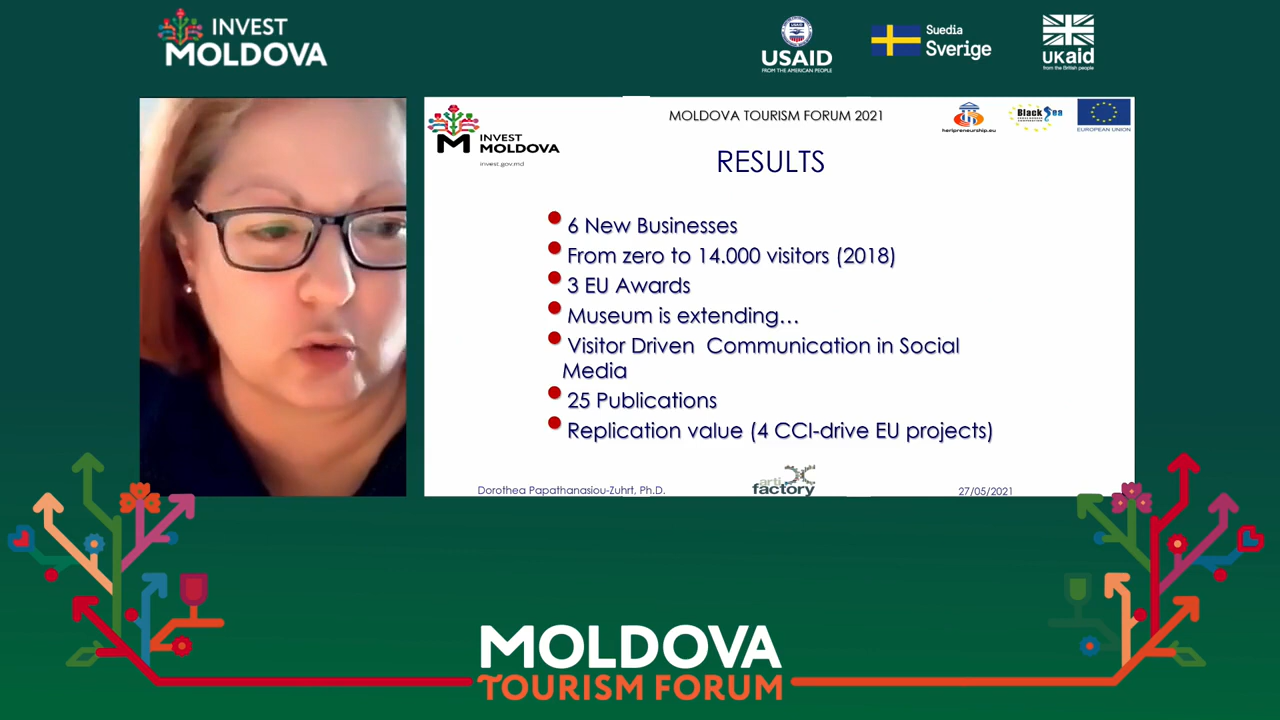 INVEST
MOLDOVA
USAID
FROM THE AMERICAN PEOPLE
Suedia
Sverige
UKaid
from the British people
INVEST
MOLDOVA
invest.gov.md
MOLDOVA TOURISM FORUM 2021
heripreneurship.eu
Black Sea
EUROPEAN UNION
RESULTS
6 New Businesses
From zero to 14.000 visitors (2018)
3 EU Awards
Museum is extending...
Visitor Driven Communication in Social
Media
25 Publications
Replication value (4 CCI-drive EU projects)
Dorothea Papathanasiou-Zuhrt, Ph.D.
arti
factory
27/05/2021
MOLDOVA
TOURISM FORUM